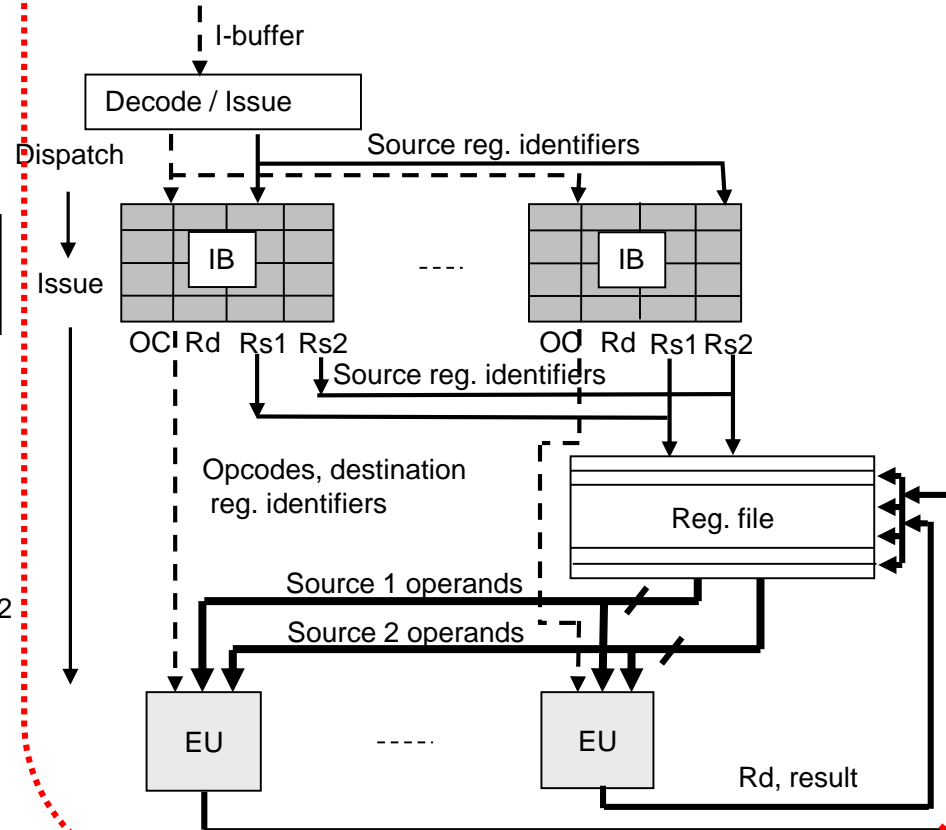 I-buffer
Decode / Issue
Dispatch
Source reg. identifiers
IB
IB
Issue
OC Rd Rs1 Rs2
OC Rd Rs1 Rs2
Source reg. identifiers
Opcodes, destination
reg. identifiers
Reg. file
2
Source 1 operands
Source 2 operands
EU
EU
Rd, result